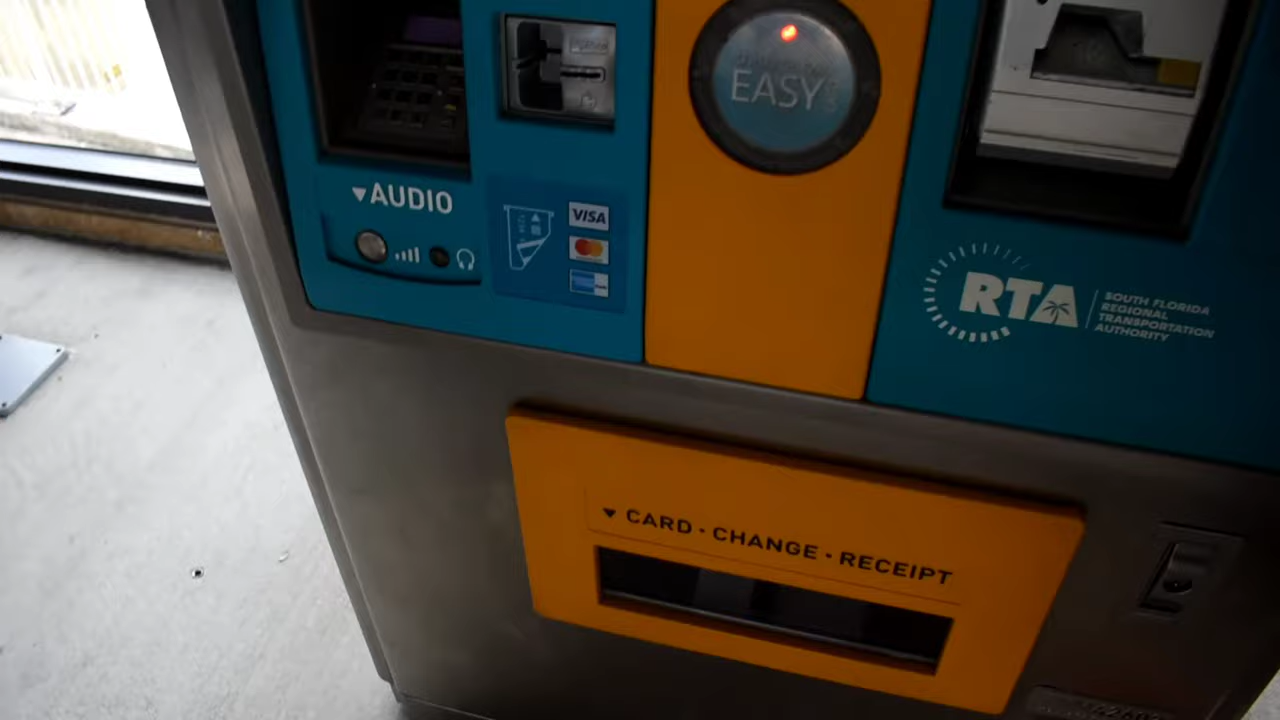 EASY
AUDIO
VISA
RTA
SOUTH FLORIDA
REGIONAL
TRANSPORTATION
AUTHORITY
CARD · CHANGE · RECEIPT